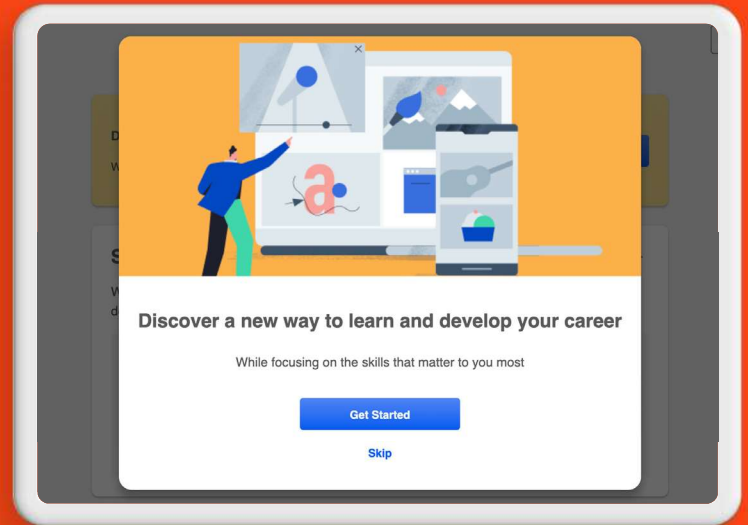 a
Discover a new way to learn and develop your career
While focusing on the skills that matter to you most
Get Started
Skip